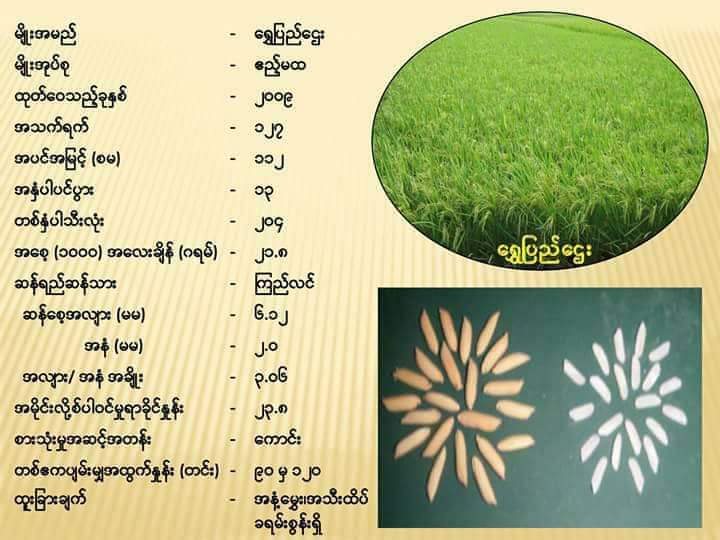 မျိုးအမည် - ရွှေပြည်ဌေး
မျိုးအုပ်စု - ဧည့်မထ
ထုတ်ဝေသည့်ခုနှစ် - ၂၀၀၉
အသက်ရက် - ၁၂၇
အပင်အမြင့် (စမ) - ၁၁၂
အနှံပါပင်ပွား - ၁၃
တစ်နှံပါသီးလုံး - ၂၀၄
အစေ့ (၁၀၀၀) အလေးချိန် (ဂရမ်) - ၂၁.၈
ဆန်ရည်ဆန်သား - ကြည်လင်
ဆန်စေ့အလျား (မမ) - ၆.၁၂
အနံ (မမ) - ၂.၀
အလျား/ အနံ အချိုး - ၃.၀၆
အမိုင်းလို့စ်ပါဝင်မှုရာခိုင်နှုန်း - ၂၃.၈
စားသုံးမှုအဆင့်အတန်း - ကောင်း
တစ်ဧကပျမ်းမျှအထွက်နှုန်း (တင်း) - ၉၀ မှ ၁၂၀
ထူးခြားချက် - အနံ့မွှေး၊အသီးထိပ်
ခရမ်းစွန်းရှိ
ရွှေပြည်ဌေး